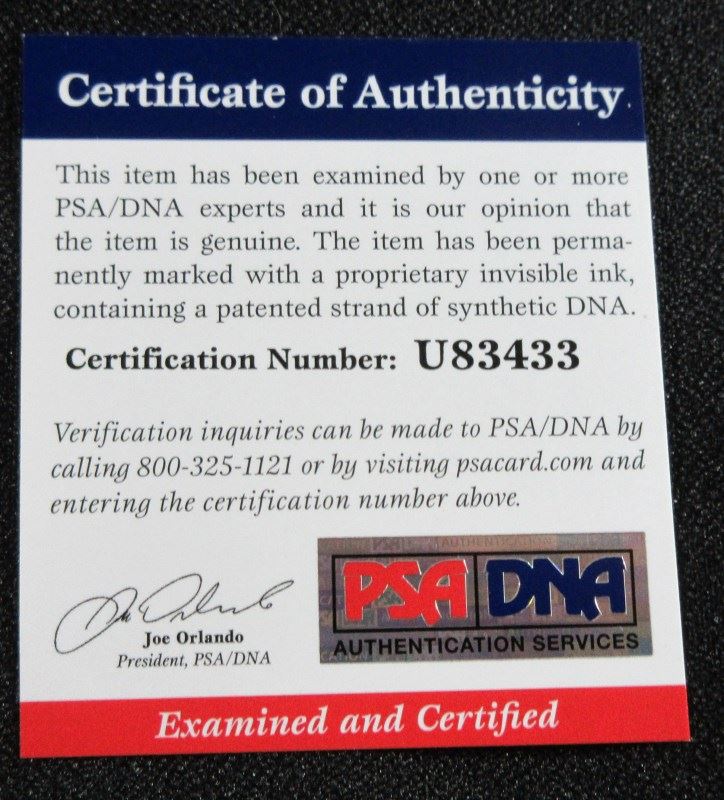 Certificate of Authenticity.
This item has been examined by one or more
PSA/DNA experts and it is our opinion that
the item is genuine. The item has been perma-
nently marked with a proprietary invisible ink,
containing a patented strand of synthetic DNA.
Certification Number: U83433
Verification inquiries can be made to PSA/DNA by
calling 800-325-1121 or by visiting psacard.com and
entering the certification number above.
AUTHENTICATION
PSA DNA
AUTHENTICATION SERVICES
Joe Orlando
Joe Orlando
President, PSA/DNA
Examined and Certified